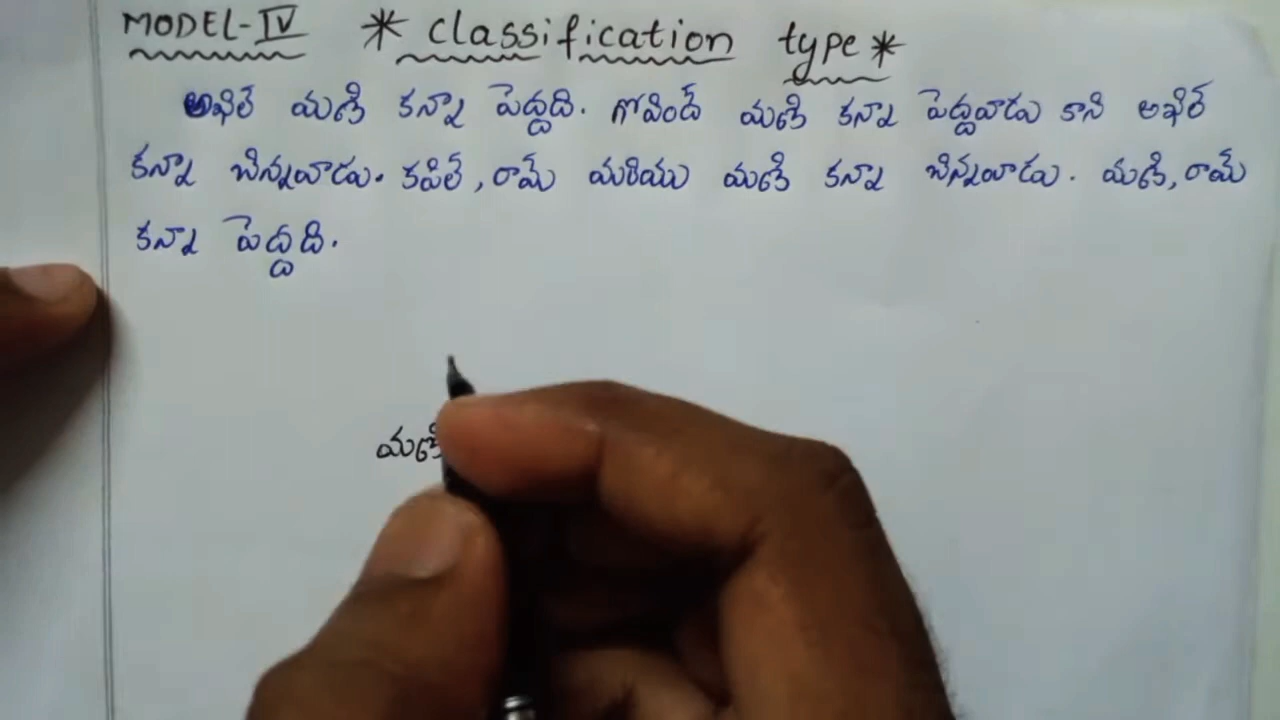 MODEL-IV * classification type *
అఖిల్ మణి కన్నా పెద్దది. గోవింద్ మణి కన్నా పెద్దవాడు కాని అఖిల్
కన్నా చిన్నవాడు. కపిల్, రామ్ మరియు మణి కన్నా చిన్నవాడు. మణి, రామ్
కన్నా పెద్దది.
మణి